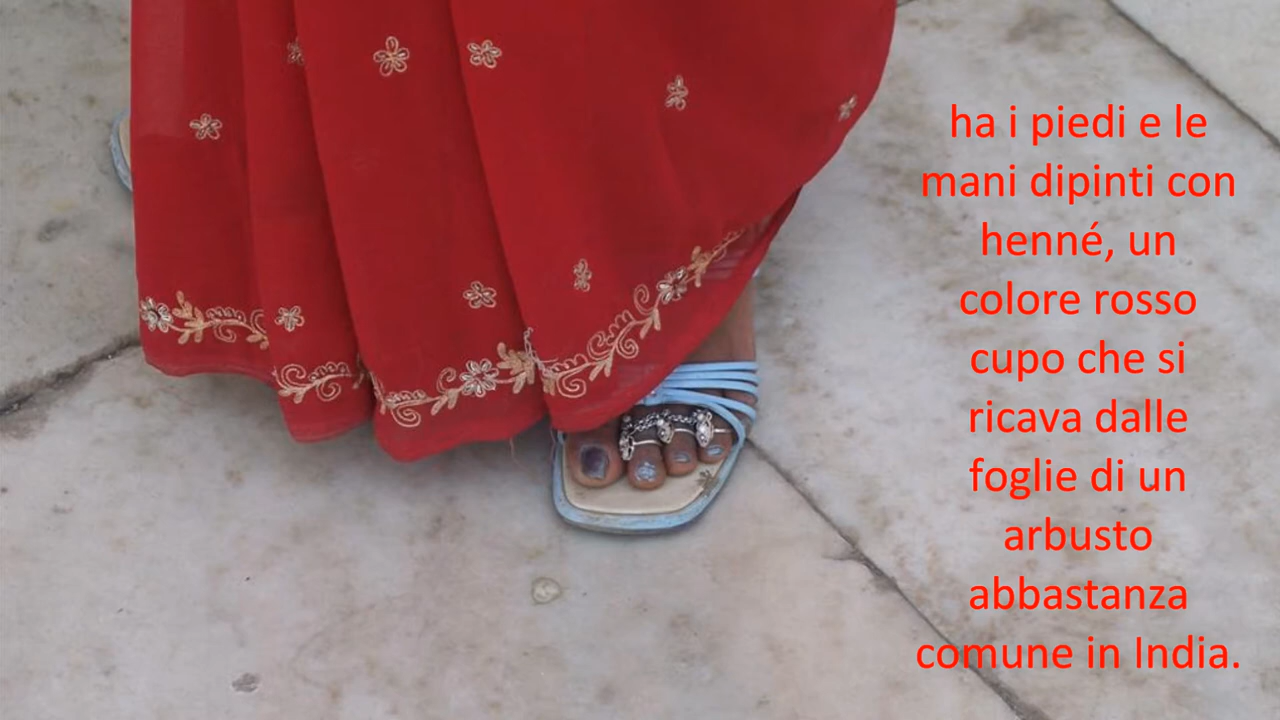 ha i piedi e le
mani dipinti con
henné, un
colore rosso
cupo che si
ricava dalle
foglie di un
arbusto
abbastanza
comune in India.